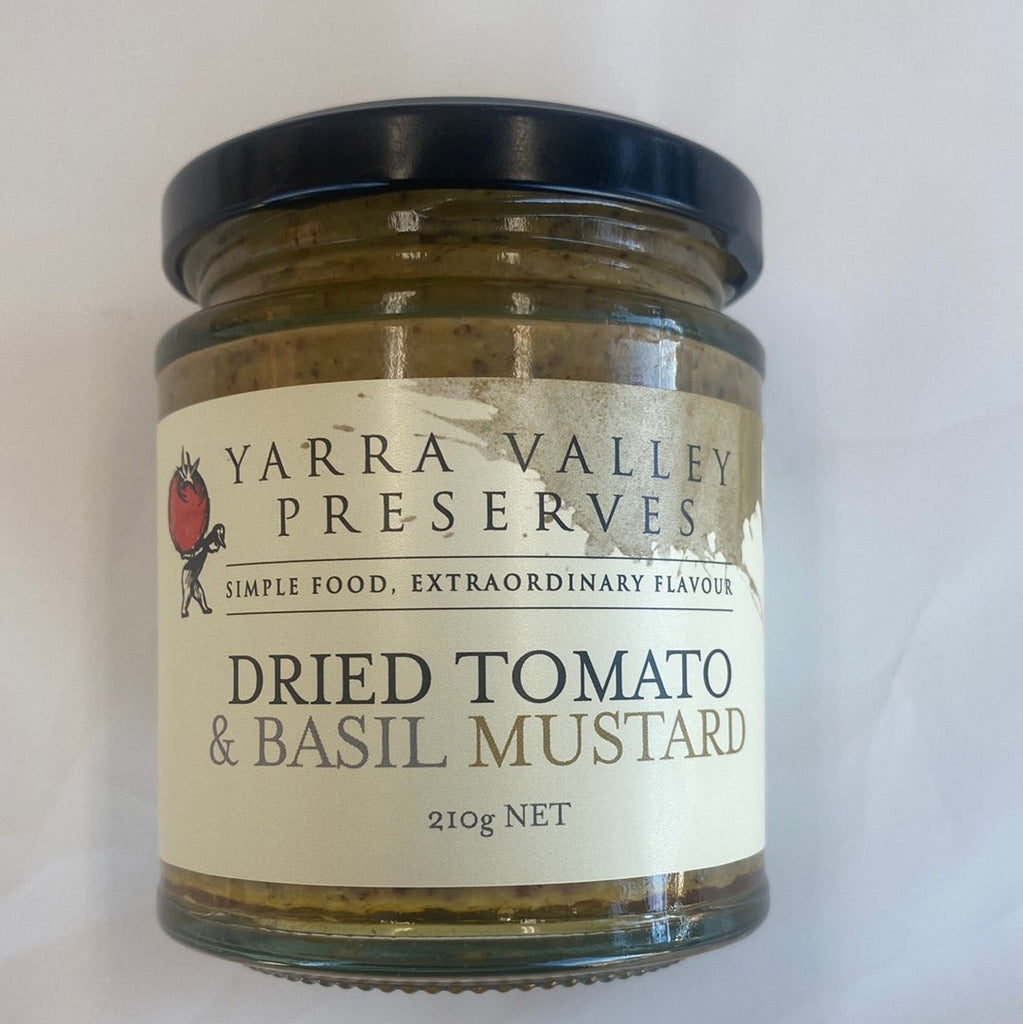 YARRA VALLEY
PRESERVES
SIMPLE FOOD, EXTRAORDINARY FLAVOUR
DRIED TOMATO
& BASIL MUSTARD
210g NET